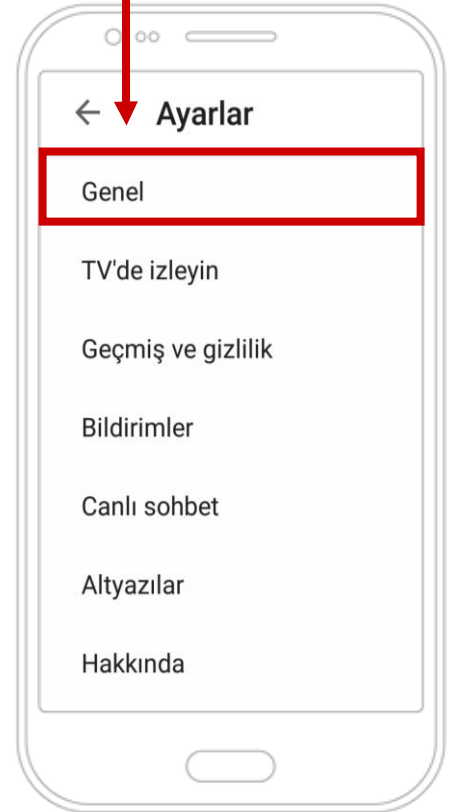 Ayarlar
Genel
TV'de izleyin
Geçmiş ve gizlilik
Bildirimler
Canlı sohbet
Altyazılar
Hakkında